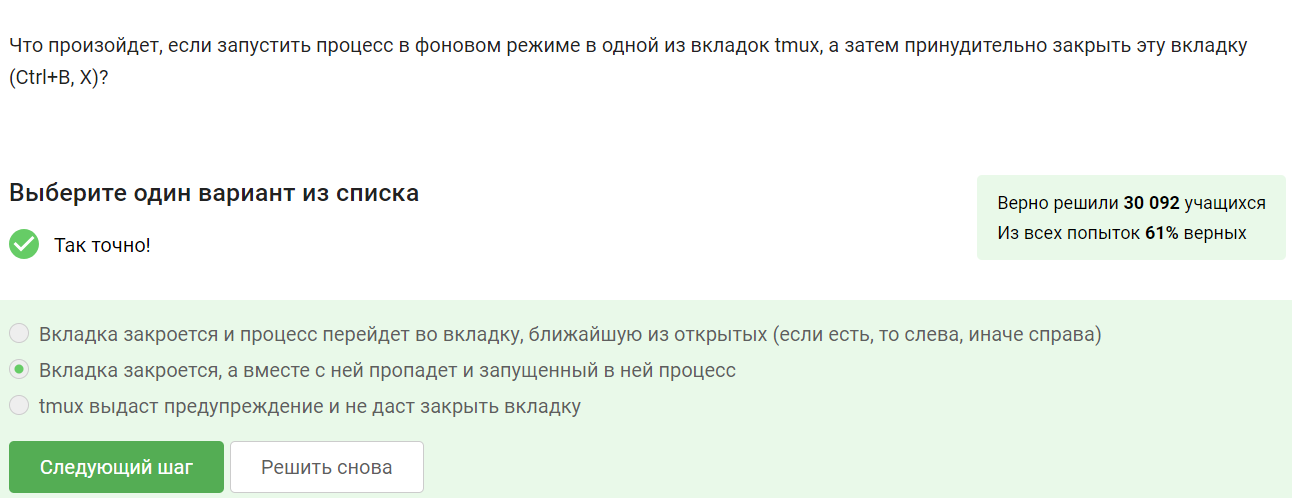 Что произойдет, если запустить процесс в фоновом режиме в одной из вкладок tmux, а затем принудительно закрыть эту вкладку
(Ctrl+B, X)?
Выберите один вариант из списка
Так точно!
Верно решили 30 092 учащихся
Из всех попыток 61% верных
Вкладка закроется и процесс перейдет во вкладку, ближайшую из открытых (если есть, то слева, иначе справа)
Вкладка закроется, а вместе с ней пропадет и запущенный в ней процесс
tmux выдаст предупреждение и не даст закрыть вкладку
Следующий шаг
Решить снова